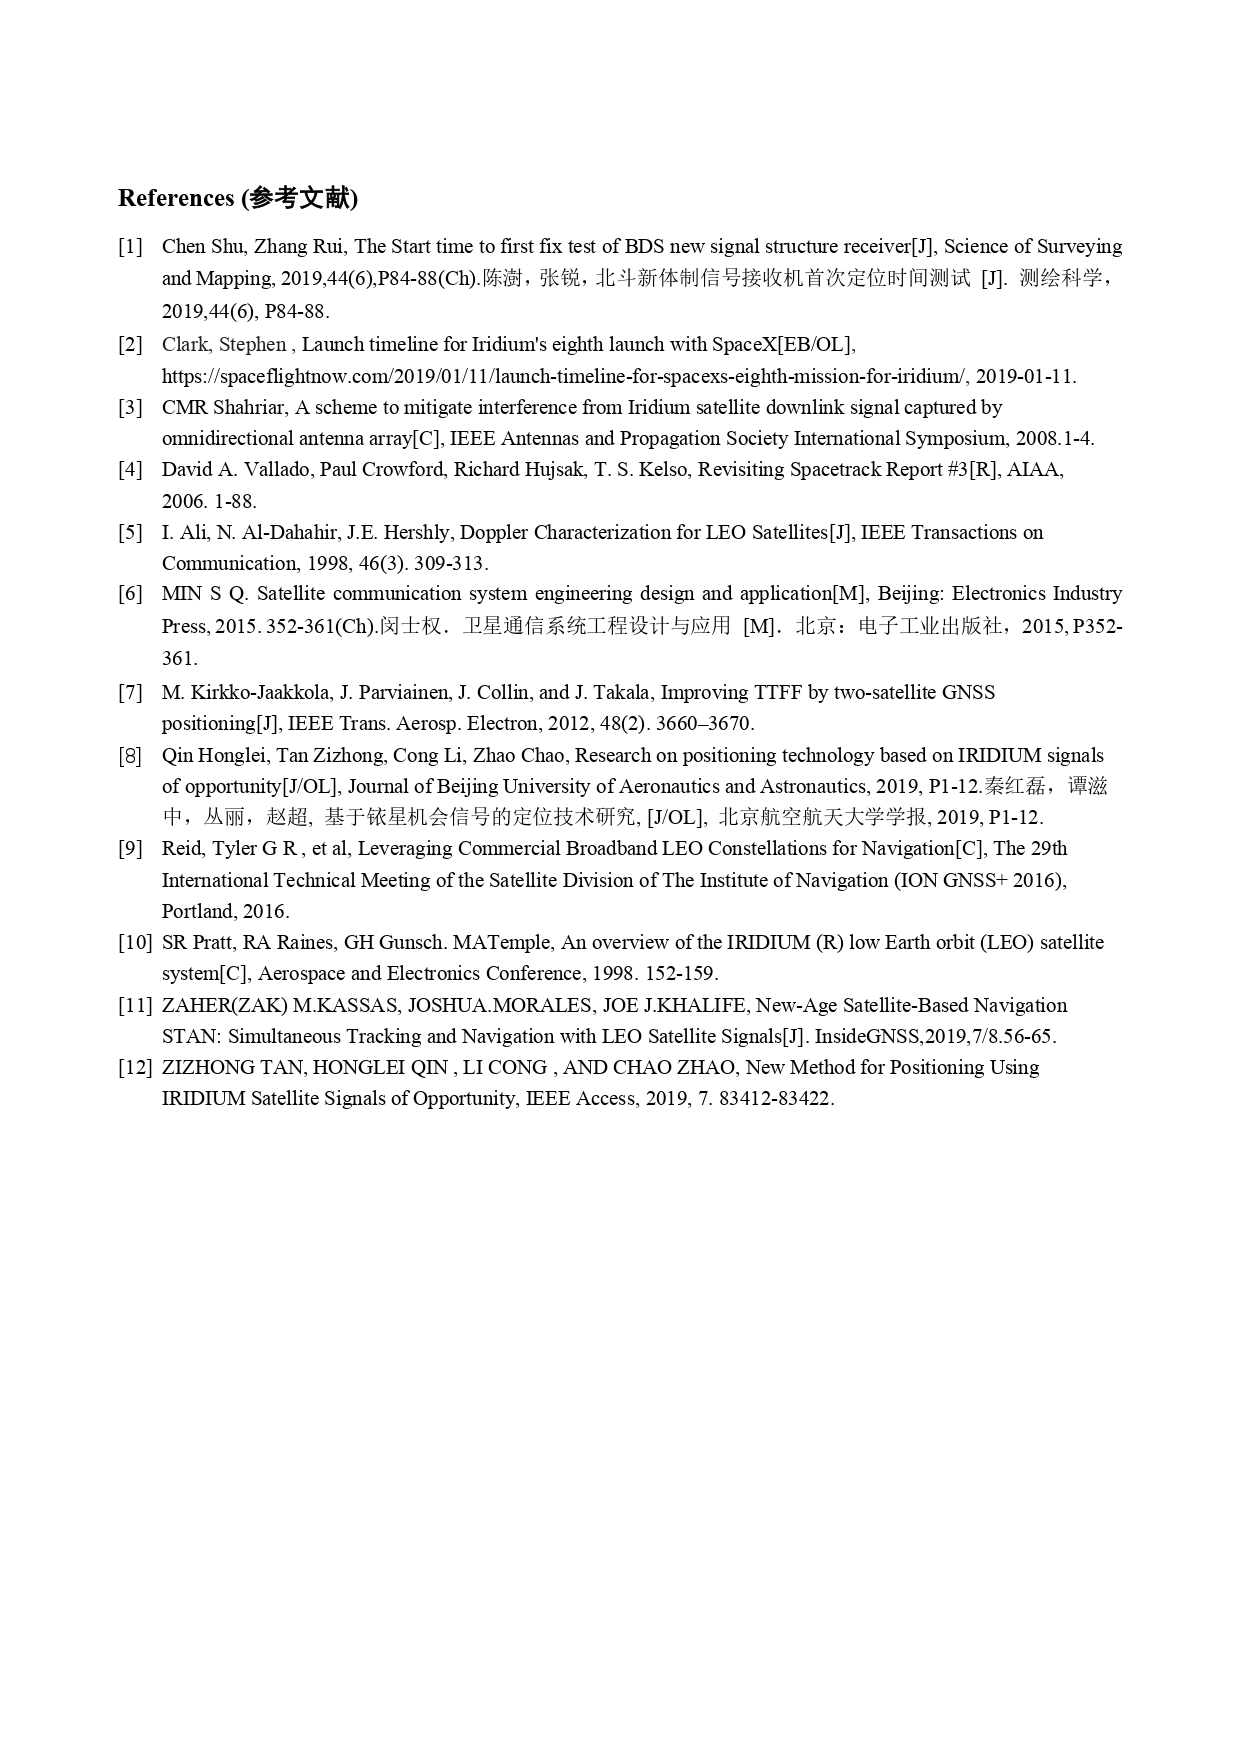 References (参考文献)
[1] Chen Shu, Zhang Rui, The Start time to first fix test of BDS new signal structure receiver[J], Science of Surveying
and Mapping, 2019,44(6),P84-88(Ch).陈澍，张锐，北斗新体制信号接收机首次定位时间测试 [J]. 测绘科学，
2019,44(6), P84-88.
[2] Clark, Stephen , Launch timeline for Iridium's eighth launch with SpaceX[EB/OL],
https://spaceflightnow.com/2019/01/11/launch-timeline-for-spacexs-eighth-mission-for-iridium/, 2019-01-11.
[3] CMR Shahriar, A scheme to mitigate interference from Iridium satellite downlink signal captured by
omnidirectional antenna array[C], IEEE Antennas and Propagation Society International Symposium, 2008.1-4.
[4] David A. Vallado, Paul Crowford, Richard Hujsak, T. S. Kelso, Revisiting Spacetrack Report #3[R], AIAA,
2006. 1-88.
[5] I. Ali, N. Al-Dahahir, J.E. Hershly, Doppler Characterization for LEO Satellites[J], IEEE Transactions on
Communication, 1998, 46(3). 309-313.
[6] MIN S Q. Satellite communication system engineering design and application[M], Beijing: Electronics Industry
Press, 2015. 352-361(Ch).闵士权．卫星通信系统工程设计与应用 [M]．北京：电子工业出版社，2015, P352-
361.
[7] M. Kirkko-Jaakkola, J. Parviainen, J. Collin, and J. Takala, Improving TTFF by two-satellite GNSS
positioning[J], IEEE Trans. Aerosp. Electron, 2012, 48(2). 3660–3670.
[8] Qin Honglei, Tan Zizhong, Cong Li, Zhao Chao, Research on positioning technology based on IRIDIUM signals
of opportunity[J/OL], Journal of Beijing University of Aeronautics and Astronautics, 2019, P1-12.秦红磊，谭滋
中，丛丽，赵超, 基于铱星机会信号的定位技术研究, [J/OL], 北京航空航天大学学报, 2019, P1-12.
[9] Reid, Tyler G R , et al, Leveraging Commercial Broadband LEO Constellations for Navigation[C], The 29th
International Technical Meeting of the Satellite Division of The Institute of Navigation (ION GNSS+ 2016),
Portland, 2016.
[10] SR Pratt, RA Raines, GH Gunsch. MATemple, An overview of the IRIDIUM (R) low Earth orbit (LEO) satellite
system[C], Aerospace and Electronics Conference, 1998. 152-159.
[11] ZAHER(ZAK) M.KASSAS, JOSHUA.MORALES, JOE J.KHALIFE, New-Age Satellite-Based Navigation
STAN: Simultaneous Tracking and Navigation with LEO Satellite Signals[J]. InsideGNSS,2019,7/8.56-65.
[12] ZIZHONG TAN, HONGLEI QIN , LI CONG , AND CHAO ZHAO, New Method for Positioning Using
IRIDIUM Satellite Signals of Opportunity, IEEE Access, 2019, 7. 83412-83422.